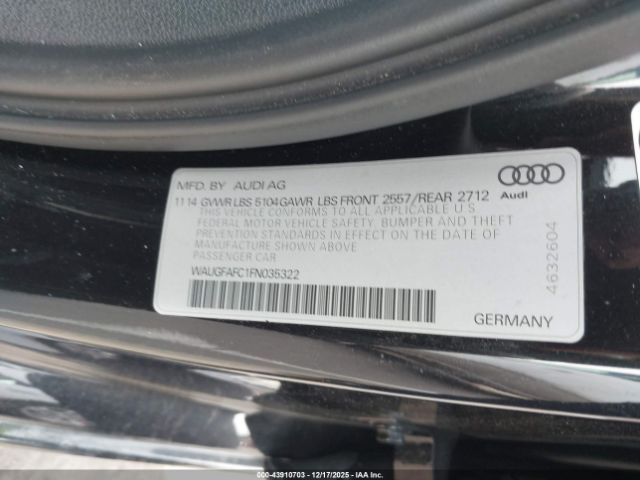 MFD. BY AUDI AG
Audi
11 14 GVWR LBS 5104 GAWR LBS FRONT 2557/REAR 2712
THIS VEHICLE CONFORMS TO ALL APPLICABLE U.S.
FEDERAL MOTOR VEHICLE SAFETY, BUMPER AND THEFT
PREVENTION STANDARDS IN EFFECT ON THE DATE OF
MANUFACTURE SHOWN ABOVE
PASSENGER CAR
WAUGFAFC1FN035322
4632604
GERMANY
00-43910703 - 12/17/2025 - IAA Inc.